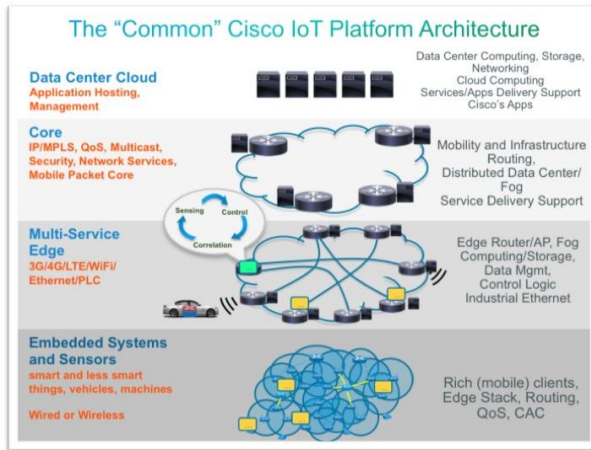 The "Common" Cisco IoT Platform Architecture
Data Center Cloud
Application Hosting,
Management
Data Center Computing, Storage,
Networking
Cloud Computing
Services/Apps Delivery Support
Cisco's Apps
Core
IP/MPLS, QoS, Multicast,
Security, Network Services,
Mobile Packet Core
Mobility and Infrastructure
Routing,
Distributed Data Center/
Fog
Service Delivery Support
Sensing
Control
Correlation
Multi-Service
Edge
3G/4G/LTE/WiFi/
Ethernet/PLC
Edge Router/AP, Fog
Computing/Storage,
Data Mgmt,
Control Logic
Industrial Ethernet
Embedded Systems
and Sensors
smart and less smart
things, vehicles, machines
Wired or Wireless
Rich (mobile) clients,
Edge Stack, Routing,
QoS, CAC